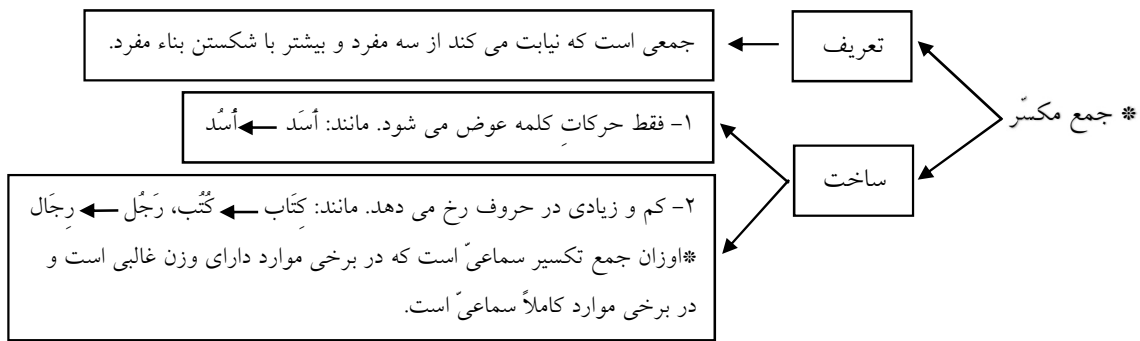 * جمع مکسّر
تعریف
جمعی است که نیابت می کند از سه مفرد و بیشتر با شکستن بناء مفرد.
ساخت
۱- فقط حرکاتِ کلمه عوض می شود. مانند: أسَد ← أسُد
۲- کم و زیادی در حروف رخ می دهد. مانند: کِتَاب ← کُتُب، رَجُل ← رِجَال
*اوزان جمع تکسیر سماعیّ است که در برخی موارد دارای وزن غالبی است و
در برخی موارد کاملاً سماعیّ است.